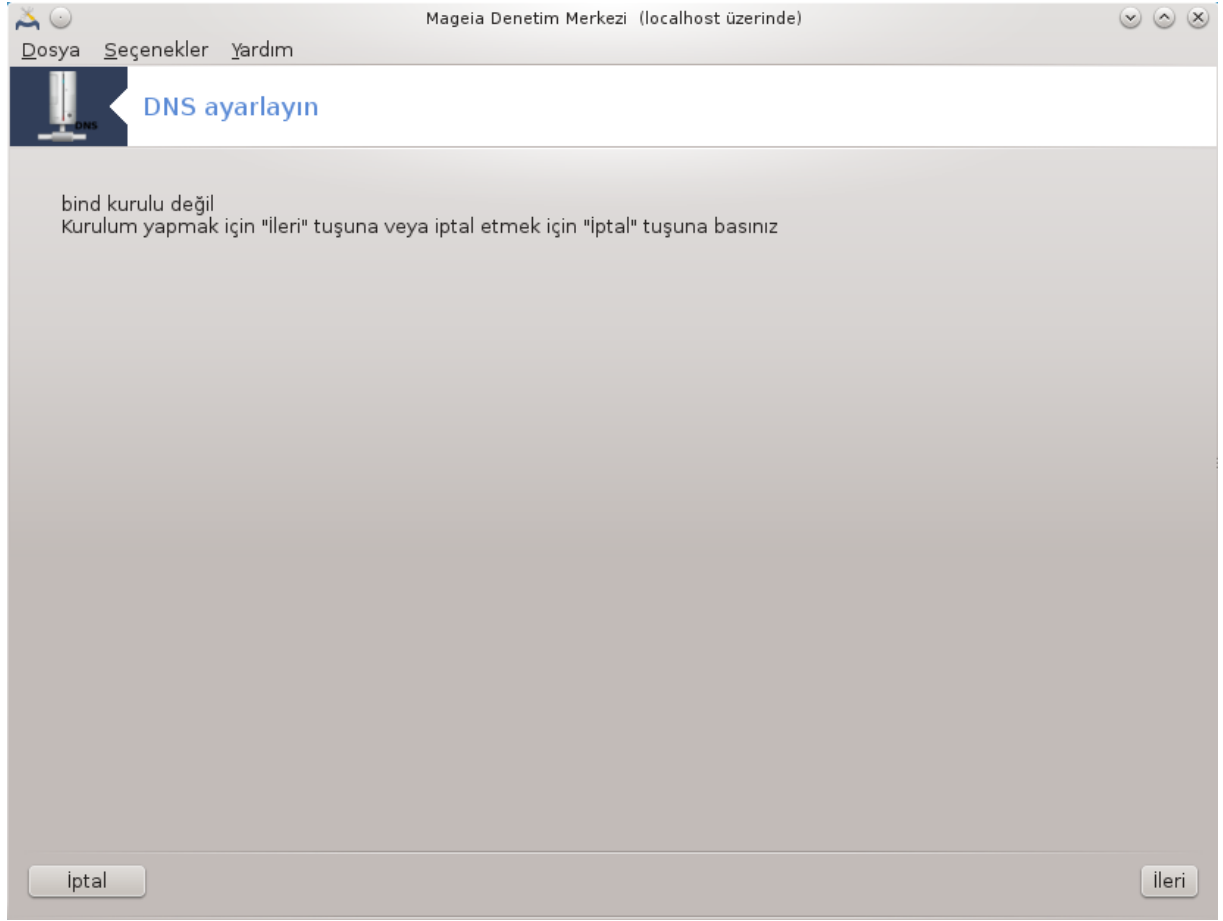 Mageia Denetim Merkezi (localhost üzerinde)
Dosya Seçenekler Yardım
DNS
DNS ayarlayın
bind kurulu değil
Kurulum yapmak için "İleri" tuşuna veya iptal etmek için "İptal" tuşuna basınız
İptal İleri